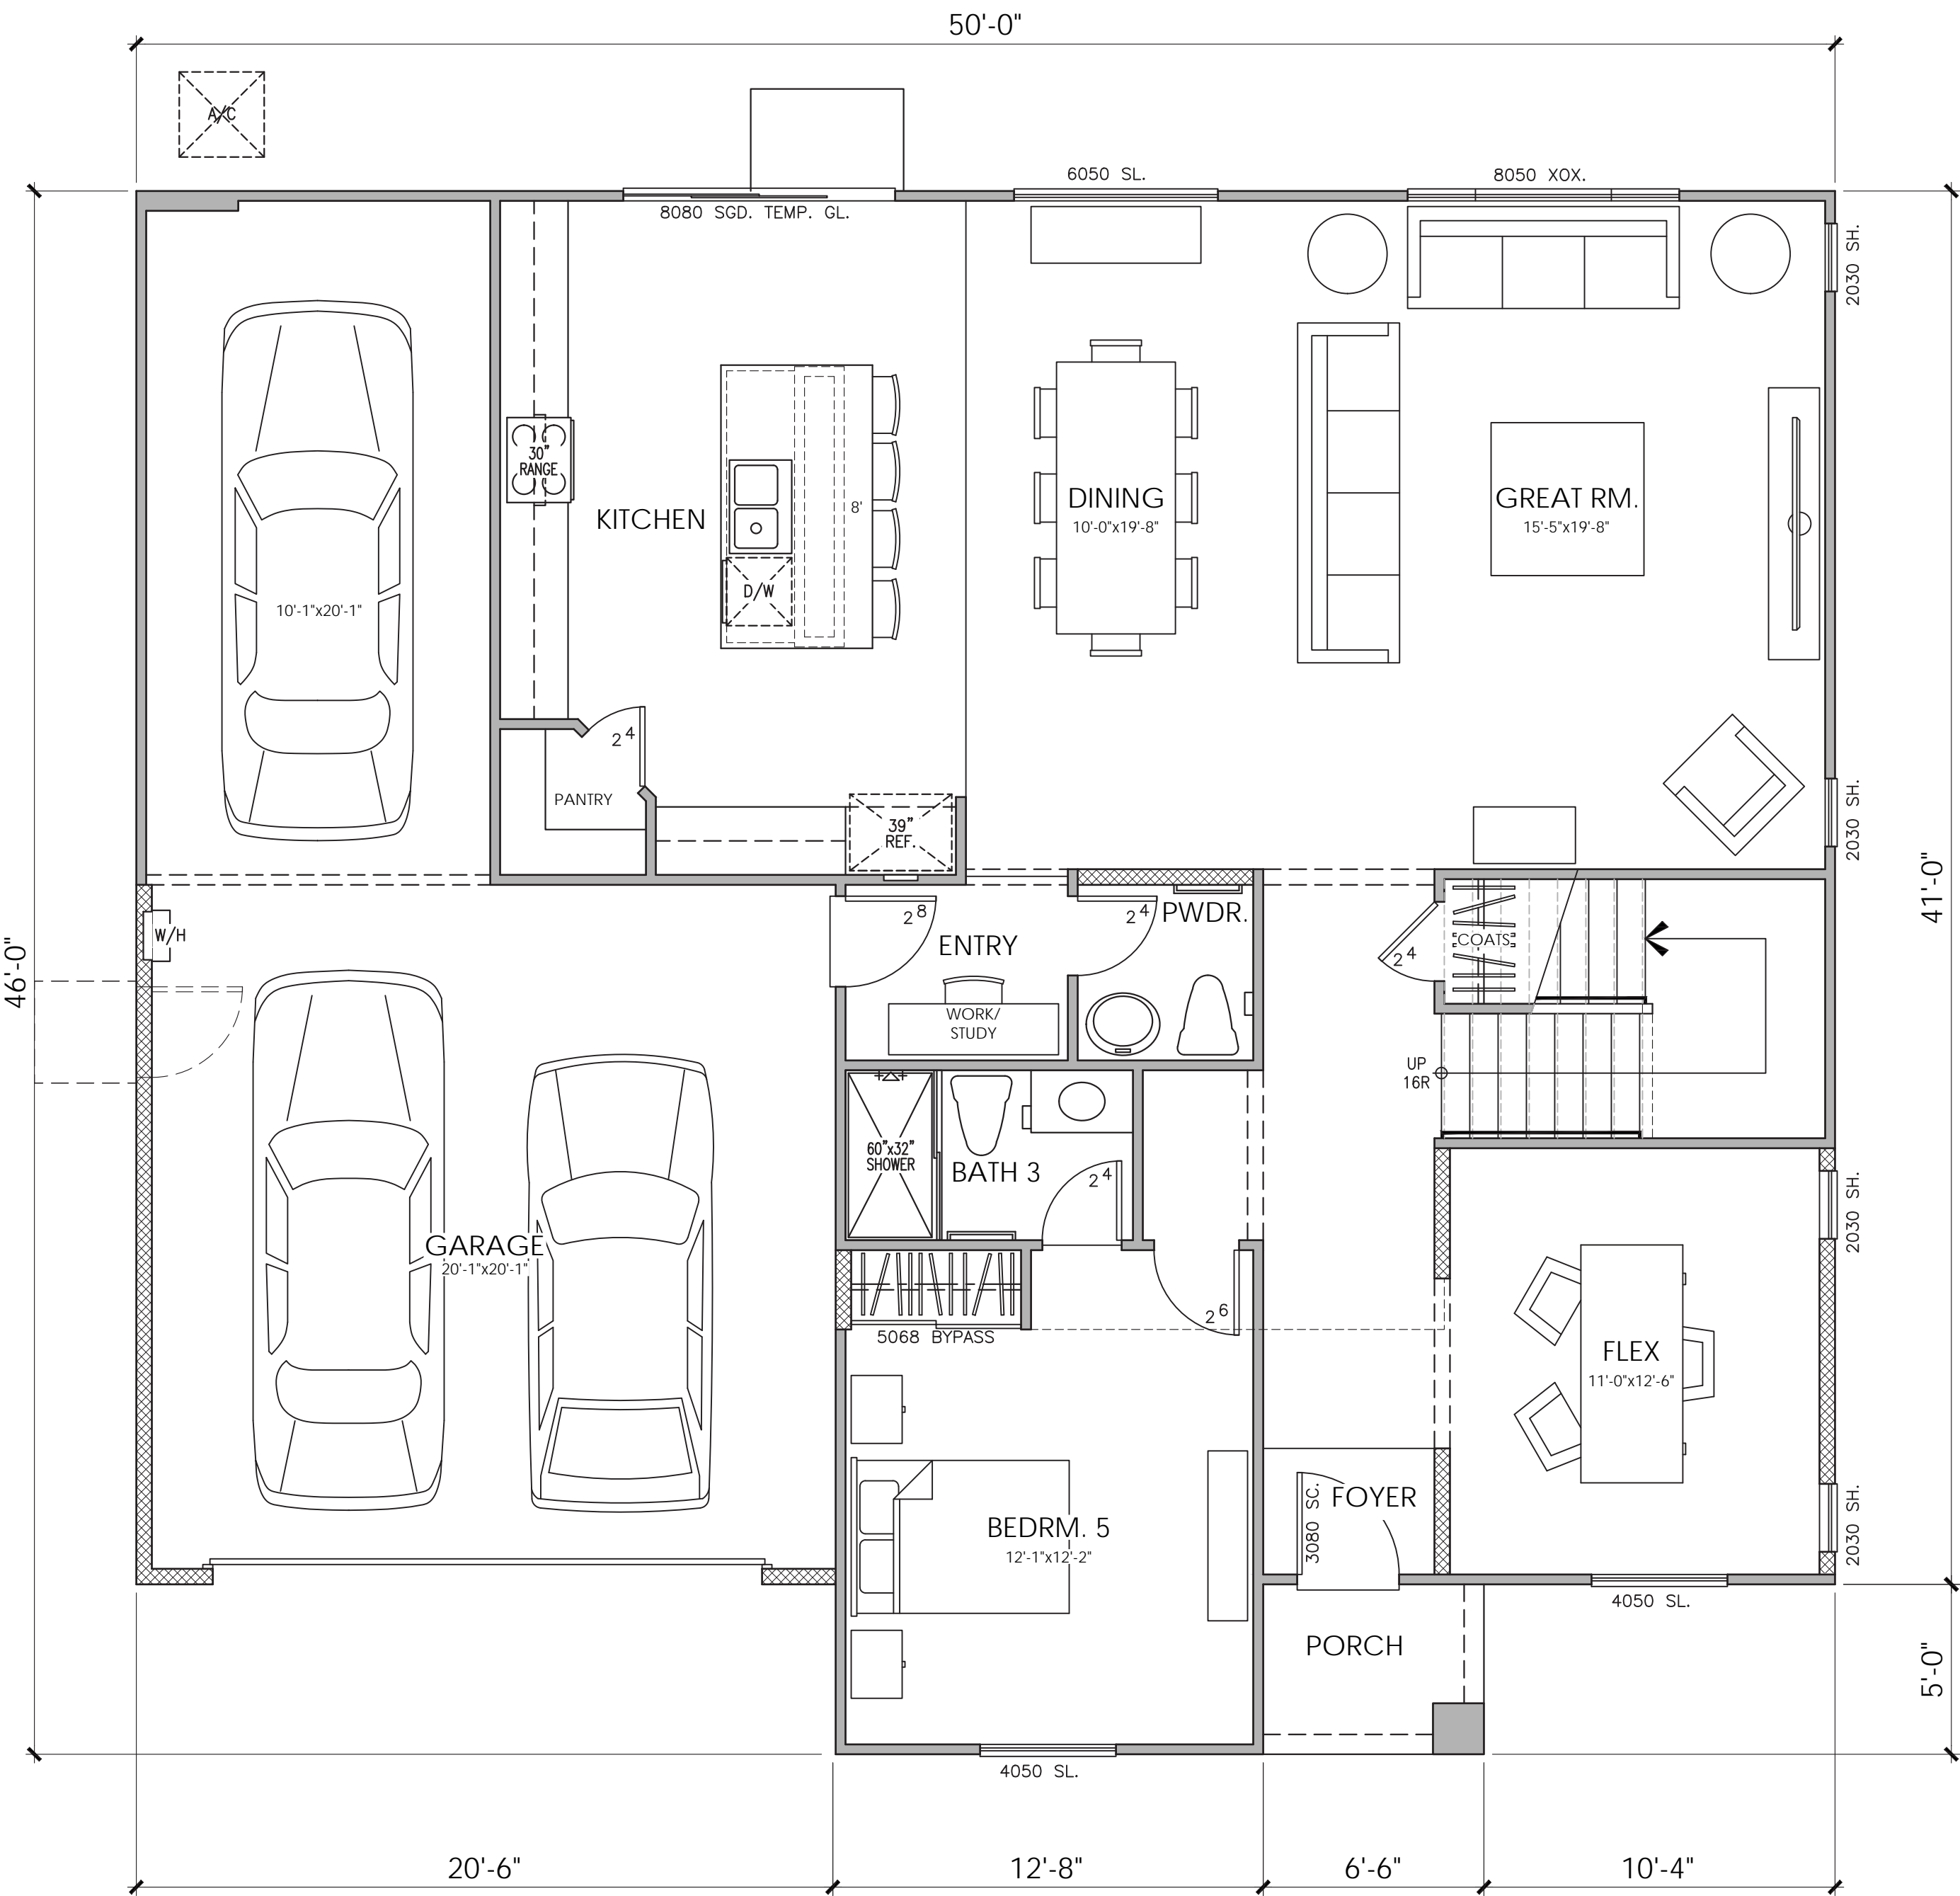 50'-0"
A/C
6050 SL.
8050 XOX.
8080 SGD. TEMP. GL.
2030 SH.
30"
RANGE
KITCHEN
8'
DINING
10'-0"x19'-8"
GREAT RM.
15'-5"x19'-8"
D/W
10'-1"x20'-1"
2 4
PANTRY
39"
REF.
2030 SH.
41'-0"
46'-0"
W/H
2 8
ENTRY
2 4
PWDR.
COATS
2 4
WORK/
STUDY
UP
16R
60"x32"
SHOWER
BATH 3
2 4
2030 SH.
GARAGE
20'-1"x20'-1"
5068 BYPASS
2 6
FLEX
11'-0"x12'-6"
BEDRM. 5
12'-1"x12'-2"
3080 SC.
FOYER
2030 SH.
4050 SL.
PORCH
5'-0"
4050 SL.
20'-6"
12'-8"
6'-6"
10'-4"